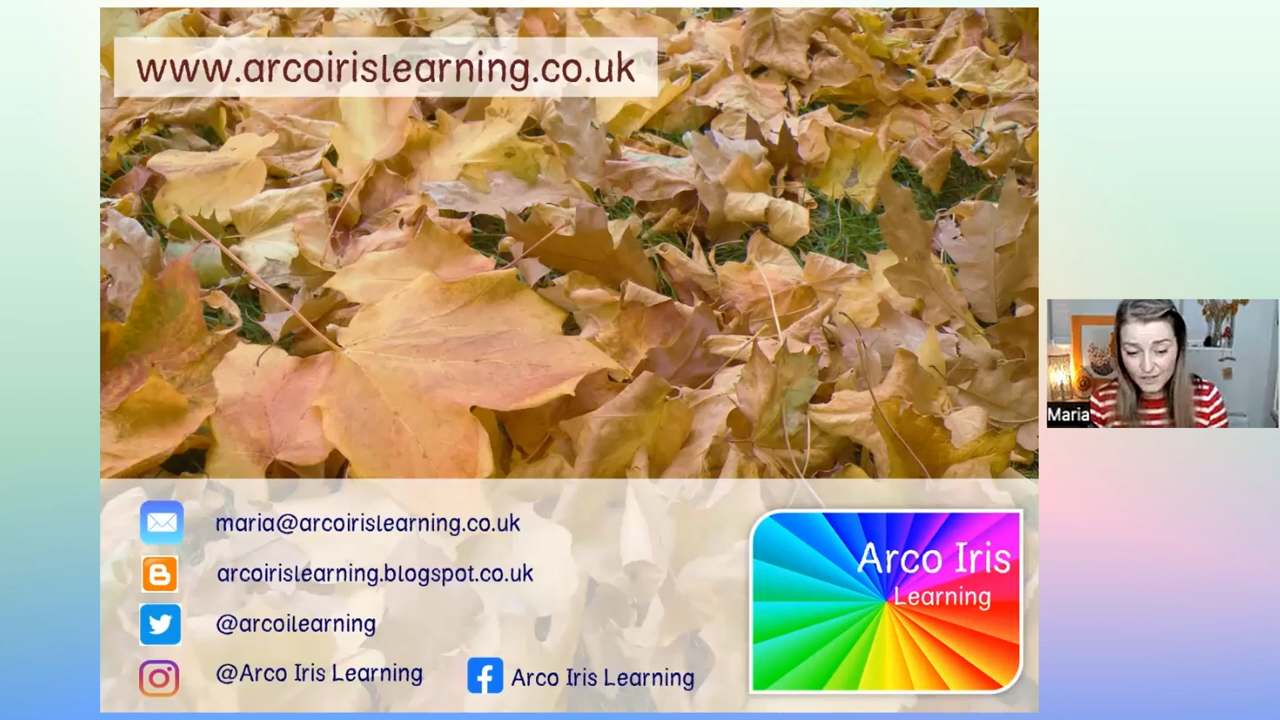 www.arcoirislearning.co.uk
maria@arcoirislearning.co.uk
arcoirislearning.blogspot.co.uk
@arcoilearning
@Arco Iris Learning
Arco Iris Learning
Arco Iris
Learning
Maria